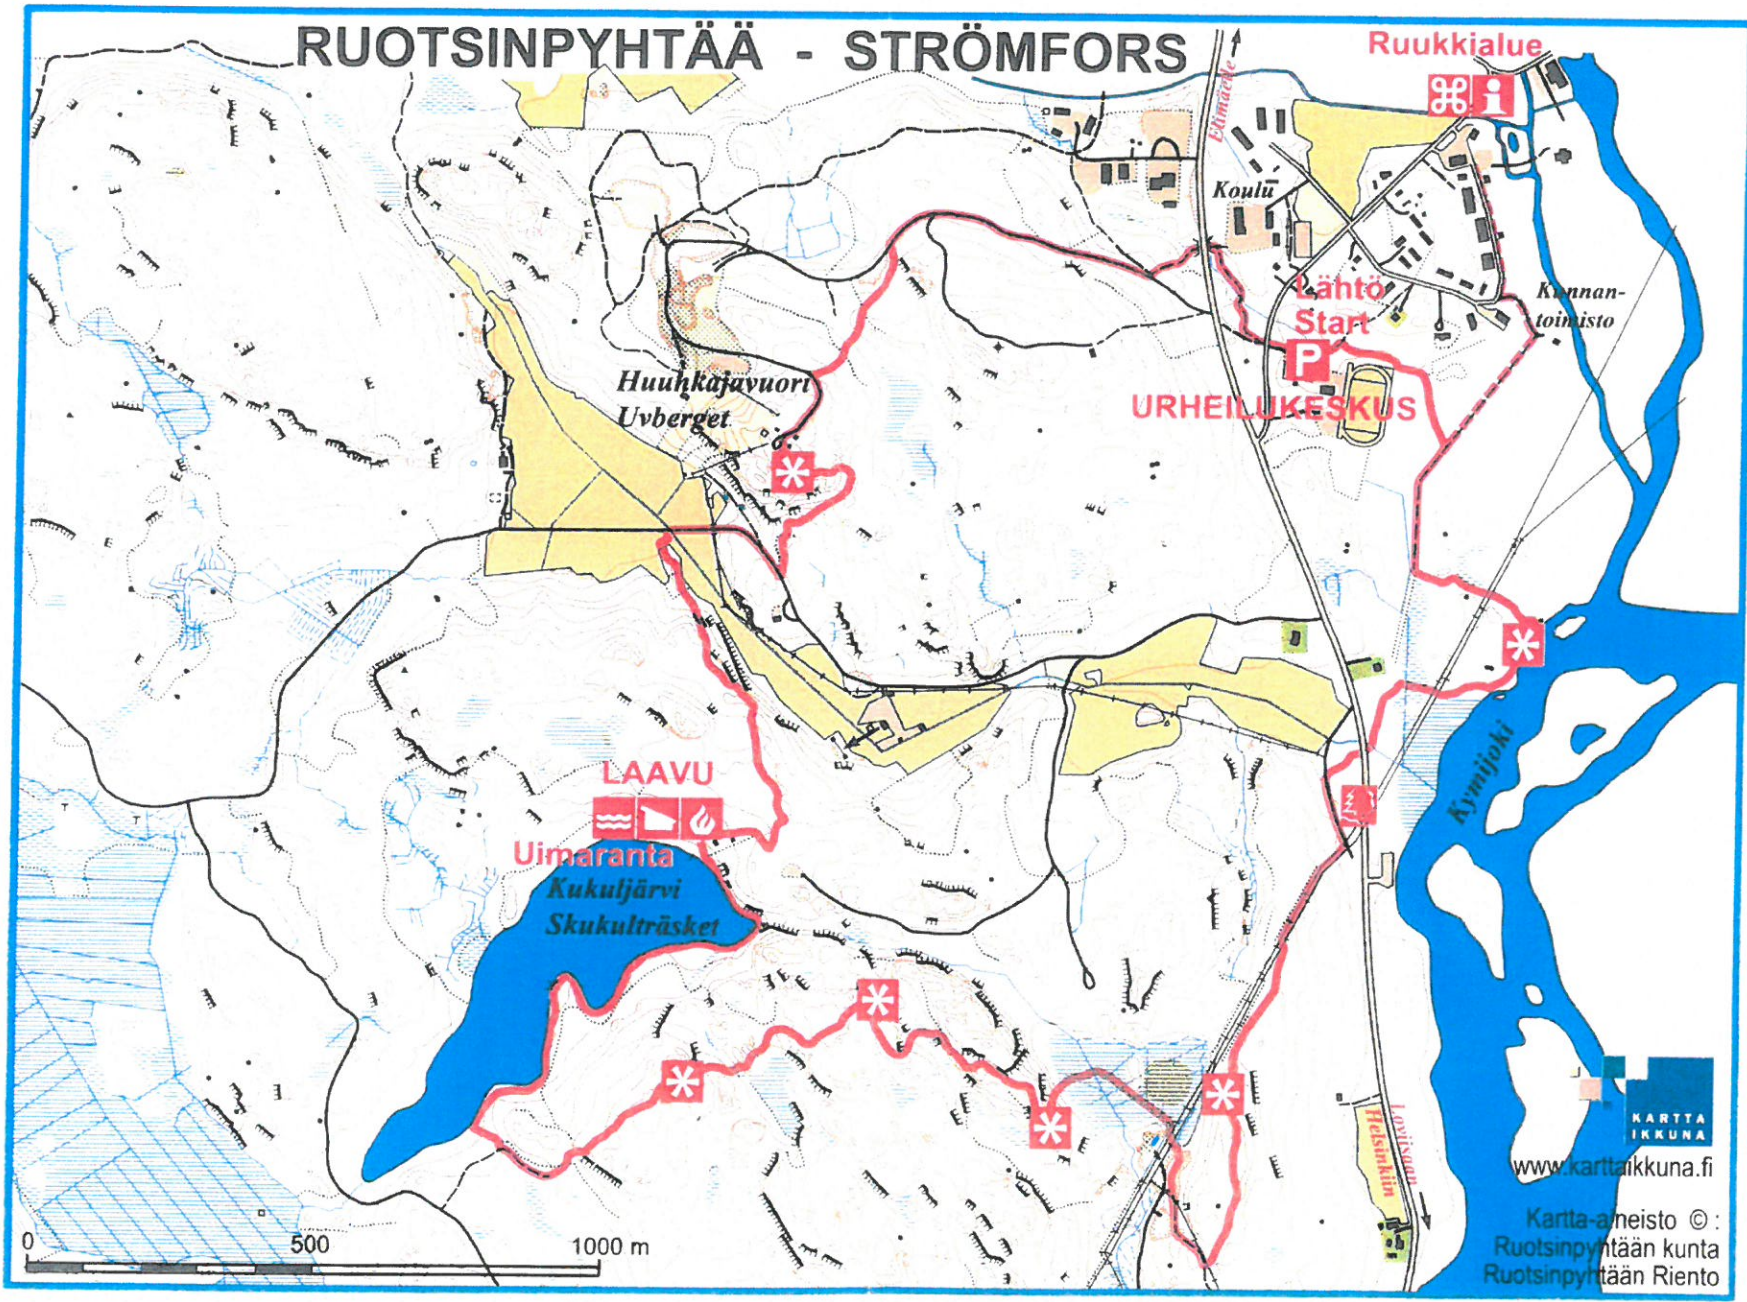 RUOTSINPYHTÄÄ - STRÖMFORS
Ruukkialue
i
Elimäelle
Koulu
Lähtö
Start
P
Kunnan-
toimisto
URHEILUKESKUS
Huuhkajavuori
Uvberget
LAAVU
Uimaranta
Kukuljärvi
Skukulträsket
Kymijoki
Loviisaan
Helsinkiin
KARTTA
IKKUNA
www.karttaikkuna.fi
Kartta-aineisto © :
Ruotsinpyhtään kunta
Ruotsinpyhtään Riento
0 500 1000 m